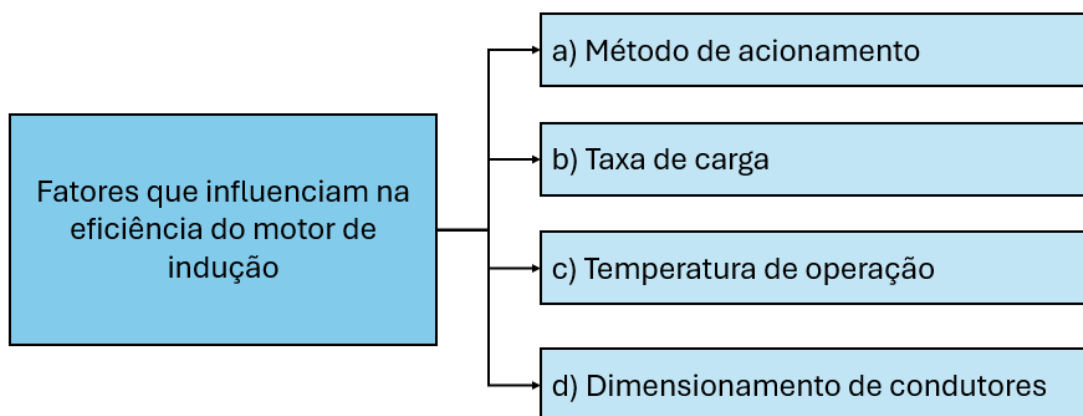 Fatores que influenciam na
eficiência do motor de
indução
a) Método de acionamento
b) Taxa de carga
c) Temperatura de operação
d) Dimensionamento de condutores